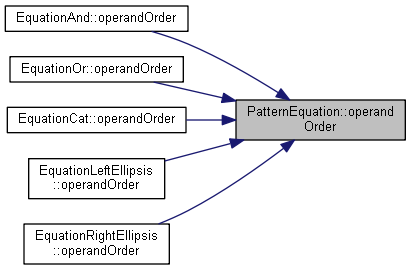 EquationAnd::operandOrder
EquationOr::operandOrder
EquationCat::operandOrder
EquationLeftEllipsis
::operandOrder
EquationRightEllipsis
::operandOrder
PatternEquation::operand
Order